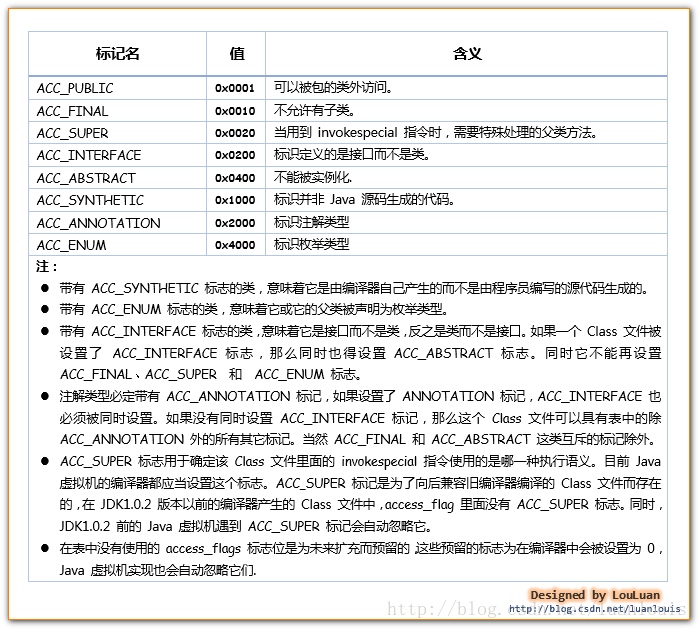 标记名 值 含义
ACC_PUBLIC 0x0001 可以被包的类外访问。
ACC_FINAL 0x0010 不允许有子类。
ACC_SUPER 0x0020 当用到 invokespecial 指令时，需要特殊处理的父类方法。
ACC_INTERFACE 0x0200 标识定义的是接口而不是类。
ACC_ABSTRACT 0x0400 不能被实例化.
ACC_SYNTHETIC 0x1000 标识并非 Java 源码生成的代码。
ACC_ANNOTATION 0x2000 标识注解类型
ACC_ENUM 0x4000 标识枚举类型
注：
● 带有 ACC_SYNTHETIC 标志的类，意味着它是由编译器自己产生的而不是由程序员编写的源代码生成的。
● 带有 ACC_ENUM 标志的类，意味着它或它的父类被声明为枚举类型。
● 带有 ACC_INTERFACE 标志的类，意味着它是接口而不是类，反之是类而不是接口。如果一个 Class 文件被
设置了 ACC_INTERFACE 标志，那么同时也得设置 ACC_ABSTRACT 标志。同时它不能再设置
ACC_FINAL、ACC_SUPER 和 ACC_ENUM 标志。
● 注解类型必定带有 ACC_ANNOTATION 标记，如果设置了 ANNOTATION 标记，ACC_INTERFACE 也
必须被同时设置。如果没有同时设置 ACC_INTERFACE 标记，那么这个 Class 文件可以具有表中的除
ACC_ANNOTATION 外的所有其它标记。当然 ACC_FINAL 和 ACC_ABSTRACT 这类互斥的标记除外。
● ACC_SUPER 标志用于确定该 Class 文件里面的 invokespecial 指令使用的是哪一种执行语义。目前 Java
虚拟机的编译器都应当设置这个标志。ACC_SUPER 标记是为了向后兼容旧编译器编译的 Class 文件而存在
的，在 JDK1.0.2 版本以前的编译器产生的 Class 文件中，access_flag 里面没有 ACC_SUPER 标志。同时，
JDK1.0.2 前的 Java 虚拟机遇到 ACC_SUPER 标记会自动忽略它。
● 在表中没有使用的 access_flags 标志位是为未来扩充而预留的，这些预留的标志为在编译器中会被设置为 0，
Java 虚拟机实现也会自动忽略它们.
Designed by LouLuan
http://blog.csdn.net/luanlouis